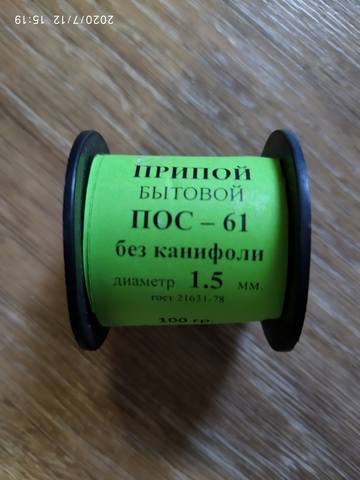 2020/7/12 15:19
ПРИПОЙ
БЫТОВОЙ
ПОС – 61
без канифоли
диаметр 1.5 мм.
гост 21631-78
100 гр.